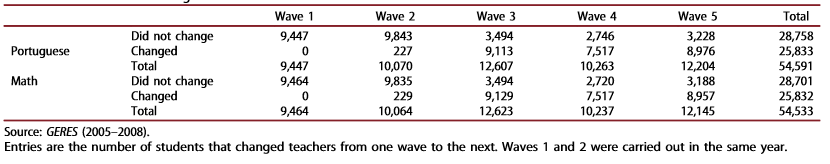 Wave 1 Wave 2 Wave 3 Wave 4 Wave 5 Total
Did not change 9,447 9,843 3,494 2,746 3,228 28,758
Portuguese Changed 0 227 9,113 7,517 8,976 25,833
Total 9,447 10,070 12,607 10,263 12,204 54,591
Math Did not change 9,464 9,835 3,494 2,720 3,188 28,701
Changed 0 229 9,129 7,517 8,957 25,832
Total 9,464 10,064 12,623 10,237 12,145 54,533
Source: GERES (2005–2008).
Entries are the number of students that changed teachers from one wave to the next. Waves 1 and 2 were carried out in the same year.